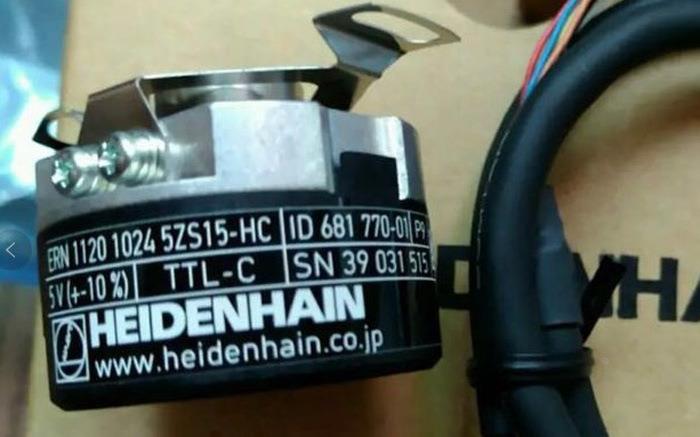 ERN 1120 1024 5ZS15-HC ID 681 770-01 P9
5V(+-10%) TTL-C SN 39 031 515
HEIDENHAIN
www.heidenhain.co.jp